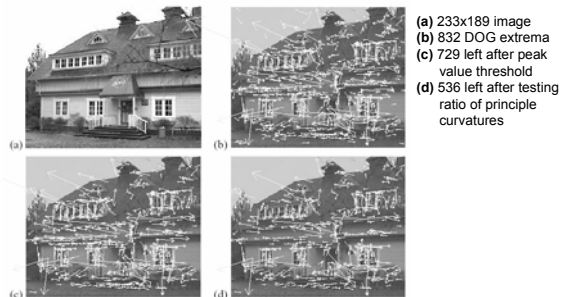 (a) 233x189 image
(b) 832 DOG extrema
(c) 729 left after peak
value threshold
(d) 536 left after testing
ratio of principle
curvatures
(a)
(b)
(c)
(d)